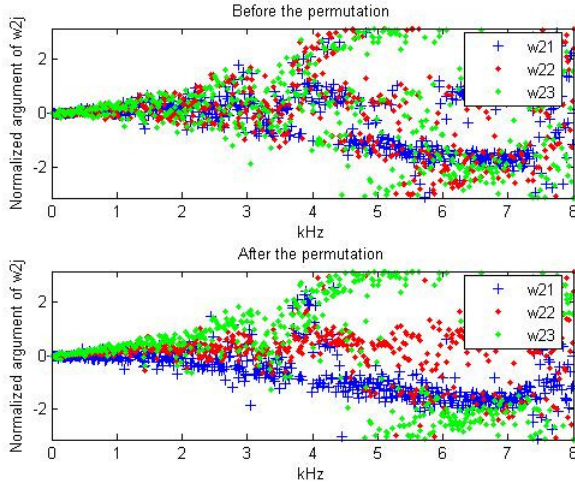 Before the permutation
Normalized argument of w2j
2
0
-2
w21
w22
w23
0 1 2 3 4 5 6 7 8
kHz
After the permutation
Normalized argument of w2j
2
0
-2
w21
w22
w23
0 1 2 3 4 5 6 7 8
kHz